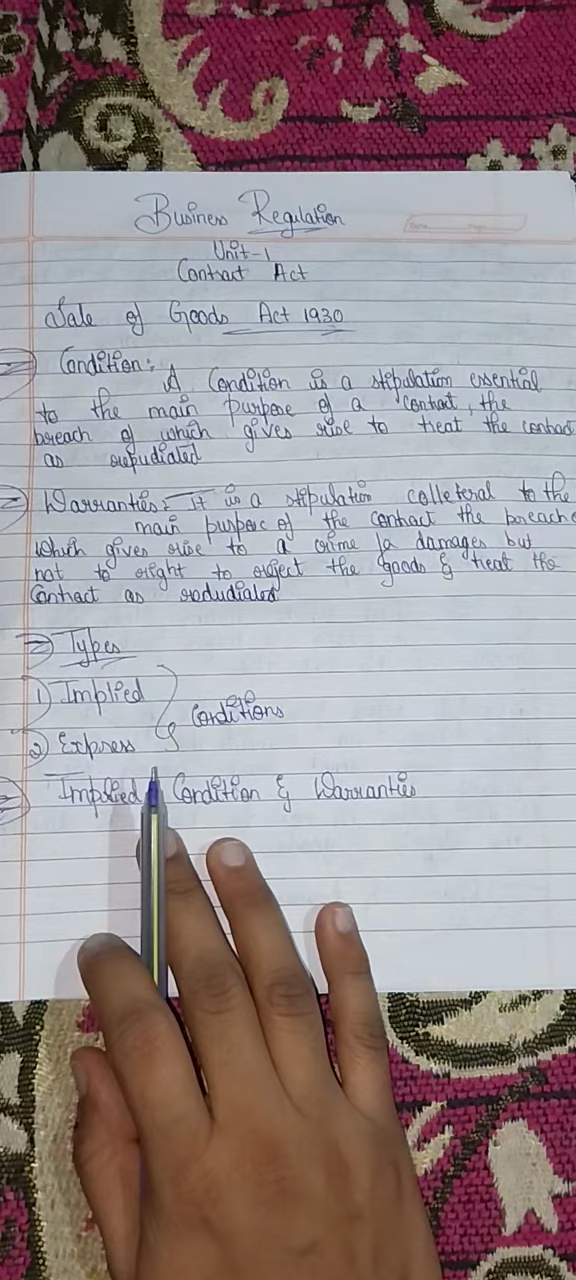 Business Regulation
Unit-1
Contract Act
Sale of Goods Act 1930
Condition:
A Condition is a stipulation essential
to the main purpose of a contract, the
breach of which gives rise to treat the contract
as repudiated
Warranties:- It is a stipulation colleteral to the
main purpose of the contract the breach
which gives rise to a crime for damages but
not to right to reject the goods & treat the
Contract as redudiated
Types
1) Implied
Conditions
2) Express
Implied Condition & Warranties